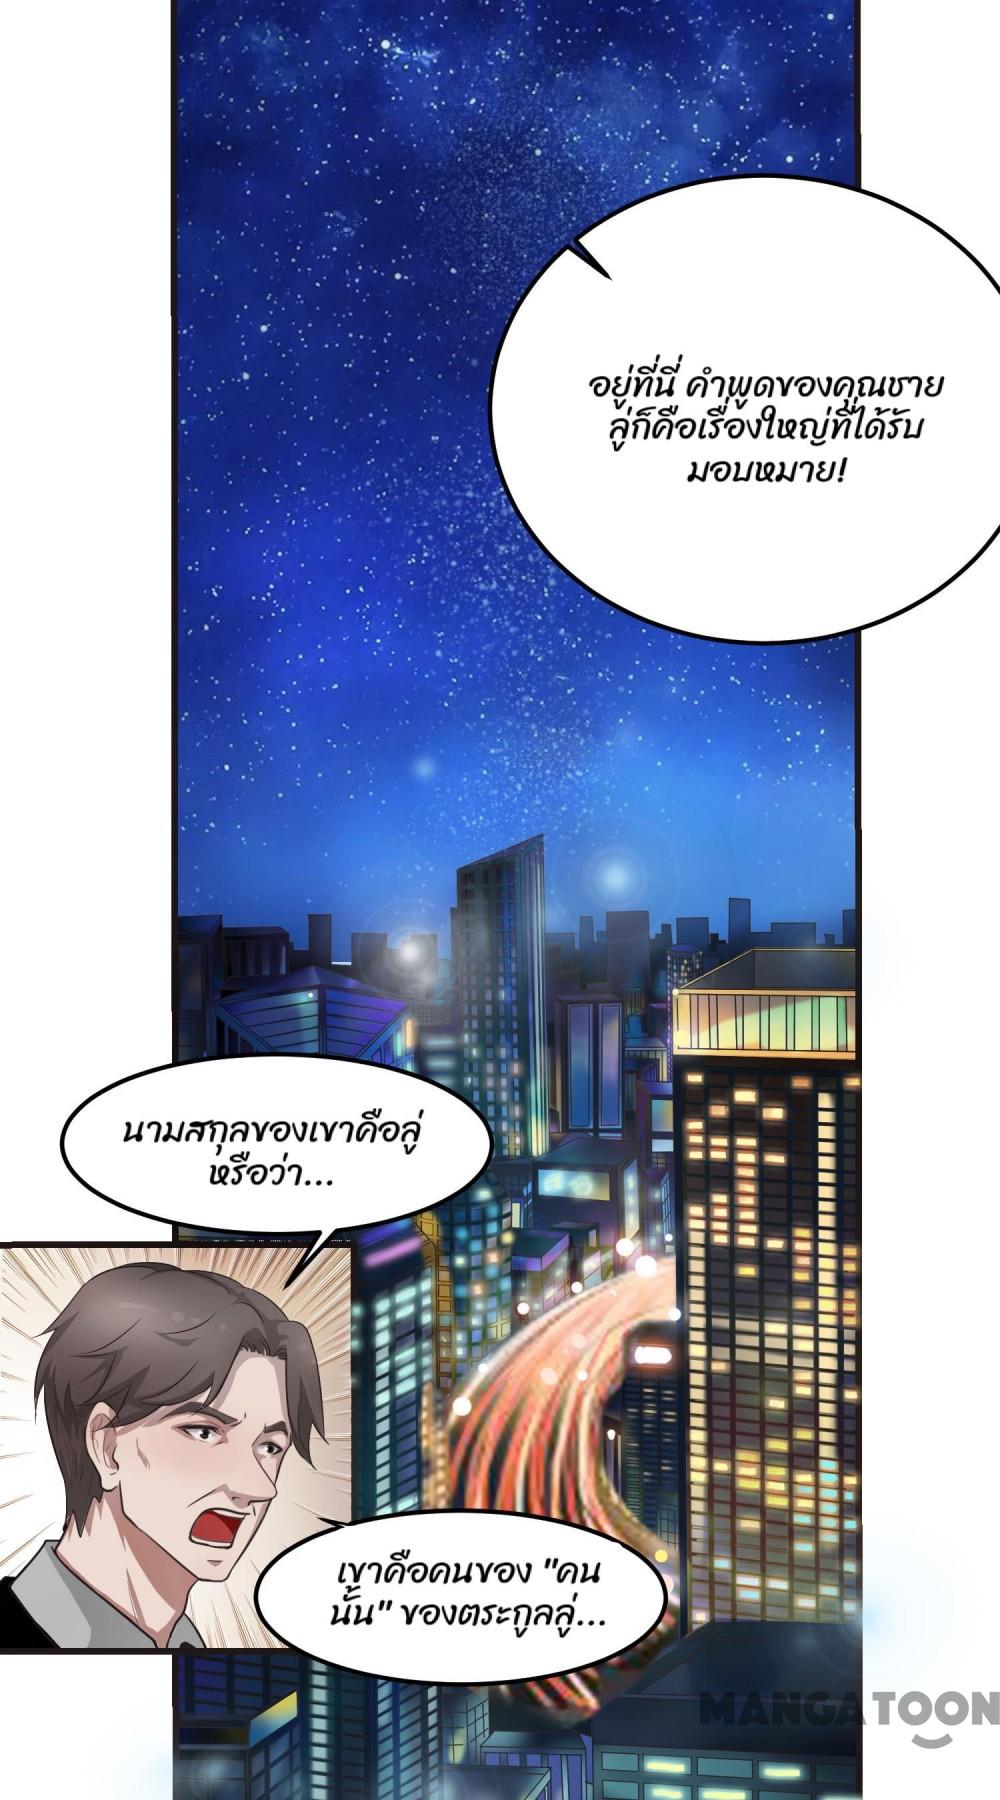 อยู่ที่นี่ คำพูดของคุณชาย
ลู่ก็คือเรื่องใหญ่ที่ได้รับ
มอบหมาย!
นามสกุลของเขาคือลู่
หรือว่า...
เขาคือคนของ "คน
นั้น" ของตระกูลลู่...
MANGATOON